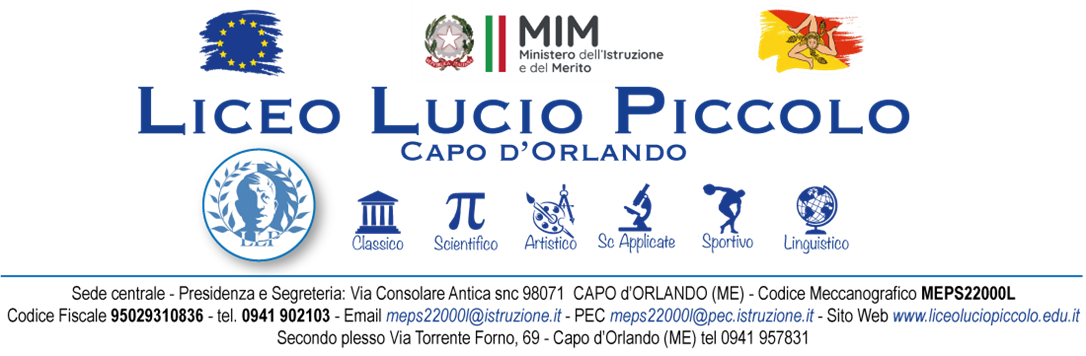 MIM
Ministero dell'Istruzione
e del Merito
LICEO LUCIO PICCOLO
CAPO D'ORLANDO
LLP
Classico Scientifico Artistico Sc Applicate Sportivo Linguistico
Sede centrale - Presidenza e Segreteria: Via Consolare Antica snc 98071 CAPO d'ORLANDO (ME) - Codice Meccanografico MEPS22000L
Codice Fiscale 95029310836 - tel. 0941 902103 - Email meps22000l@istruzione.it - PEC meps22000l@pec.istruzione.it - Sito Web www.liceoluciopiccolo.edu.it
Secondo plesso Via Torrente Forno, 69 - Capo d'Orlando (ME) tel 0941 957831